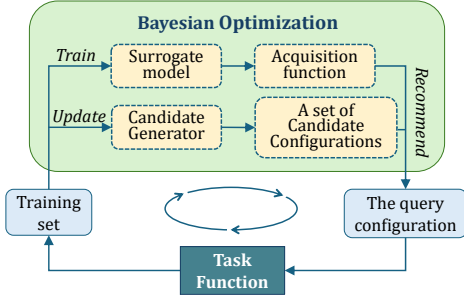 Bayesian Optimization
Train
Surrogate
model
Acquisition
function
Recommend
Update
Candidate
Generator
A set of
Candidate
Configurations
Training
set
The query
configuration
Task
Function